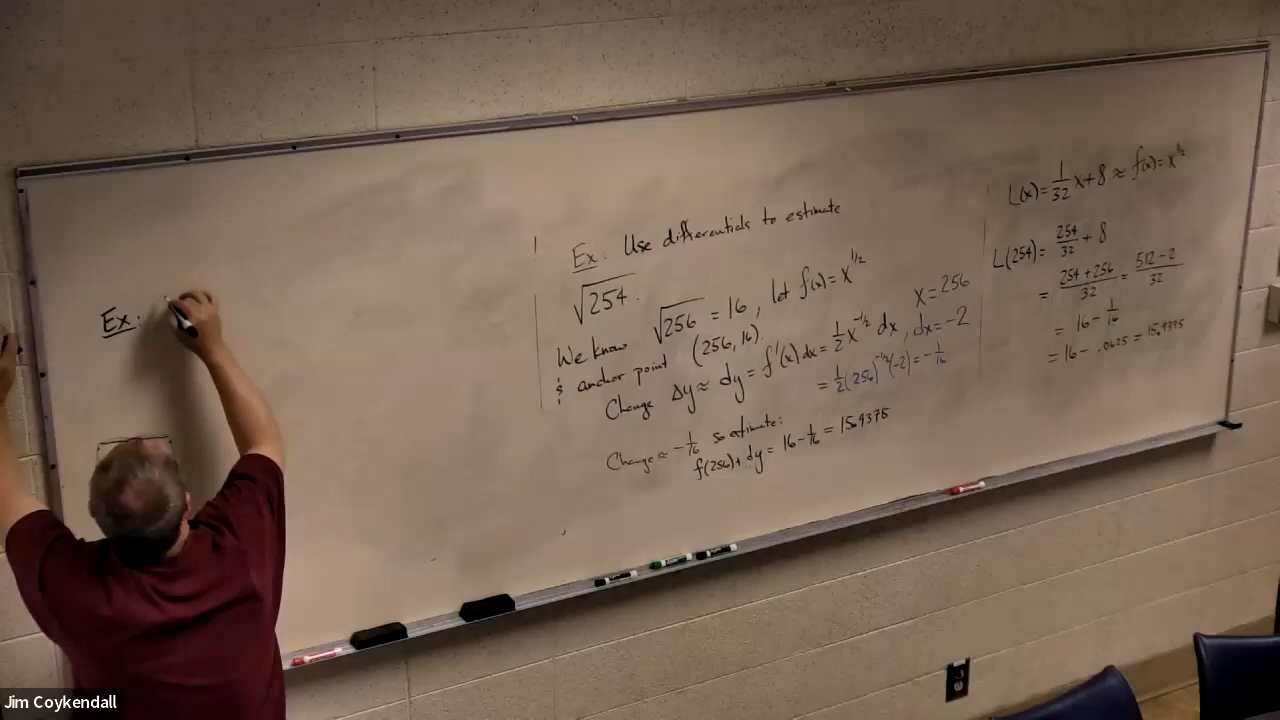 Ex:
Ex: Use differentials to estimate
√254.
We know √256 = 16, let f(x) = x^{1/2}
& anchor point (256, 16).
x = 256
Change Δy ≈ dy = f'(x) dx = 1/2 x^{-1/2} dx, dx = -2
= 1/2 (256)^{-1/2} (-2) = -1/16
Change ≈ -1/16 so estimate:
f(256) + dy = 16 - 1/16 = 15.9375
L(x) = 1/32 x + 8 ≈ f(x) = x^{1/2}
L(254) = 254/32 + 8
= (254 + 256)/32 = (512 - 2)/32
= 16 - 1/16
= 16 - .0625 = 15.9375
Jim Coykendall